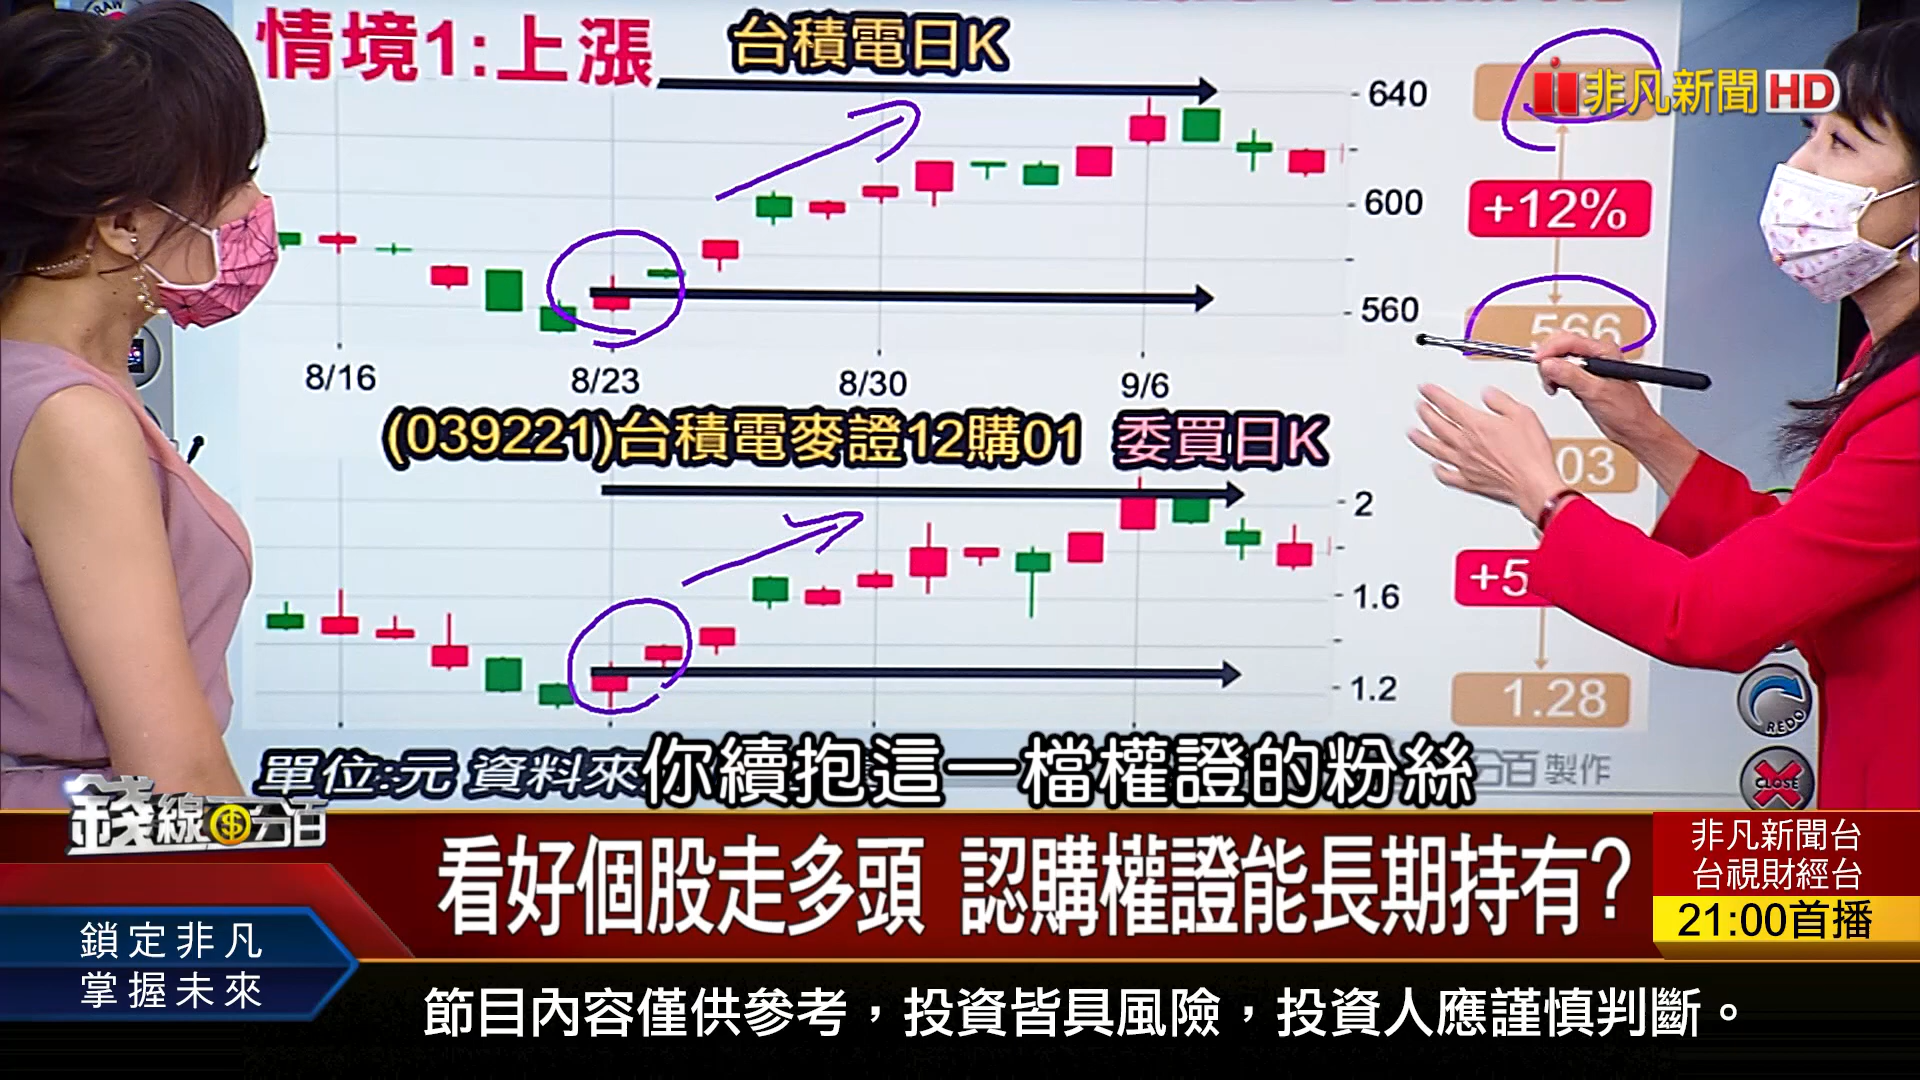 情境1:上漲
台積電日K
非凡新聞HD
640
600
560
+12%
566
8/16
8/23
8/30
9/6
(039221)台積電麥證12購01 委買日K
2
1.6
1.2
03
+5
1.28
REDO
CLOSE
單位:元 資料來
分百製作
你續抱這一檔權證的粉絲
錢線百分百
看好個股走多頭 認購權證能長期持有?
非凡新聞台
台視財經台
21:00首播
鎖定非凡
掌握未來
節目內容僅供參考，投資皆具風險，投資人應謹慎判斷。